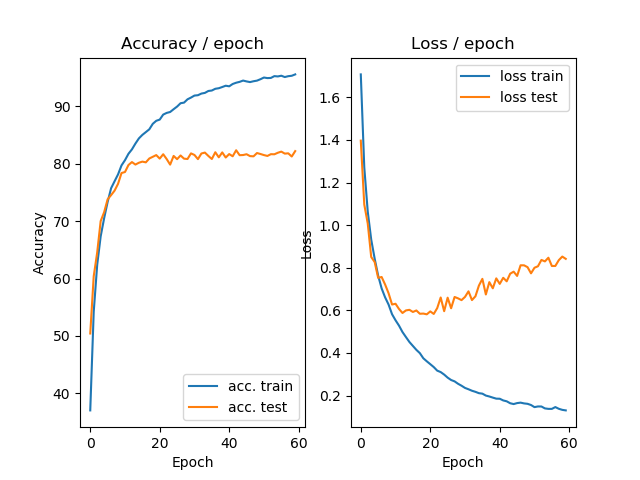 Accuracy / epoch
Accuracy
90
80
70
60
50
40
0
20
40
60
Epoch
acc. train
acc. test
Loss / epoch
Loss
1.6
1.4
1.2
1.0
0.8
0.6
0.4
0.2
0
20
40
60
Epoch
loss train
loss test